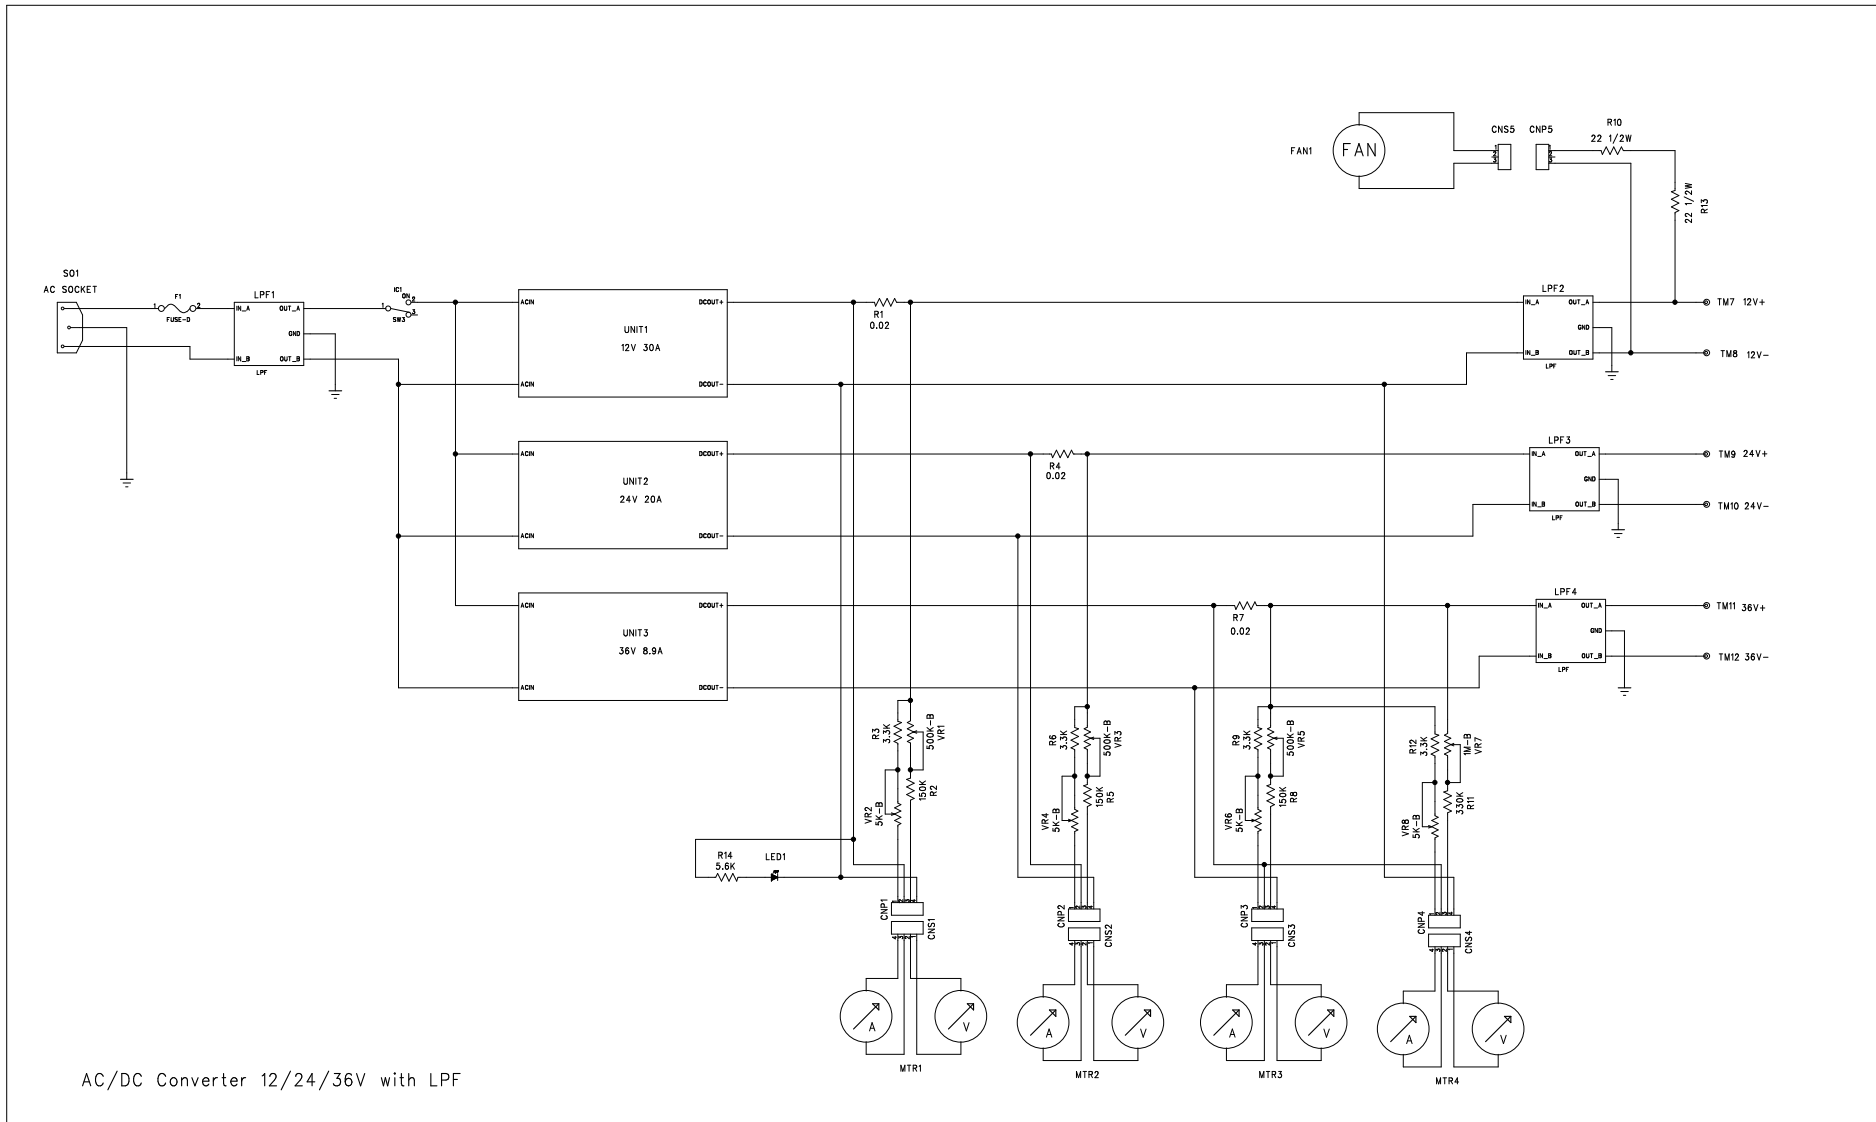 CNS5
CNP5
R10
22 1/2W
FAN1
FAN
22 1/2W
R13
SO1
AC SOCKET
F1
1
2
FUSE-D
LPF1
IN_A
OUT_A
GND
IN_B
OUT_B
LPF
IC1
ON
1
2
3
SW3
ACIN
DCOUT+
UNIT1
12V 30A
ACIN
DCOUT-
R1
0.02
LPF2
IN_A
OUT_A
GND
IN_B
OUT_B
LPF
TM7 12V+
TM8 12V-
ACIN
DCOUT+
UNIT2
24V 20A
ACIN
DCOUT-
R4
0.02
LPF3
IN_A
OUT_A
GND
IN_B
OUT_B
LPF
TM9 24V+
TM10 24V-
ACIN
DCOUT+
UNIT3
36V 8.9A
ACIN
DCOUT-
R7
0.02
LPF4
IN_A
OUT_A
GND
IN_B
OUT_B
LPF
TM11 36V+
TM12 36V-
R3
3.3K
500K-B
VR1
VR2
5K-B
150K
R2
R6
3.3K
500K-B
VR3
VR4
5K-B
150K
R5
R9
3.3K
500K-B
VR5
VR6
5K-B
150K
R8
R12
3.3K
1M-B
VR7
VR8
5K-B
330K
R11
R14
5.6K
LED1
CNP1
CNS1
CNP2
CNS2
CNP3
CNS3
CNP4
CNS4
A
V
MTR1
A
V
MTR2
A
V
MTR3
A
V
MTR4
AC/DC Converter 12/24/36V with LPF